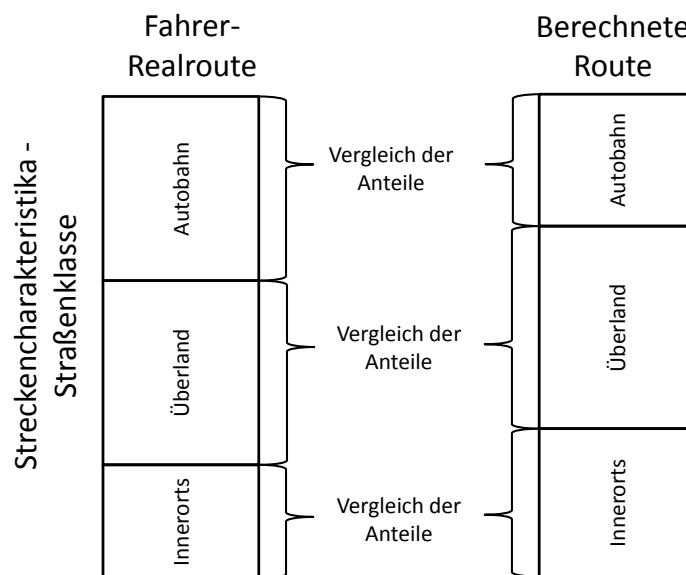 Fahrer-
Realroute
Berechnete
Route
Streckencharakteristika -
Straßenklasse
Autobahn
Vergleich der
Anteile
Autobahn
Überland
Vergleich der
Anteile
Überland
Innerorts
Vergleich der
Anteile
Innerorts